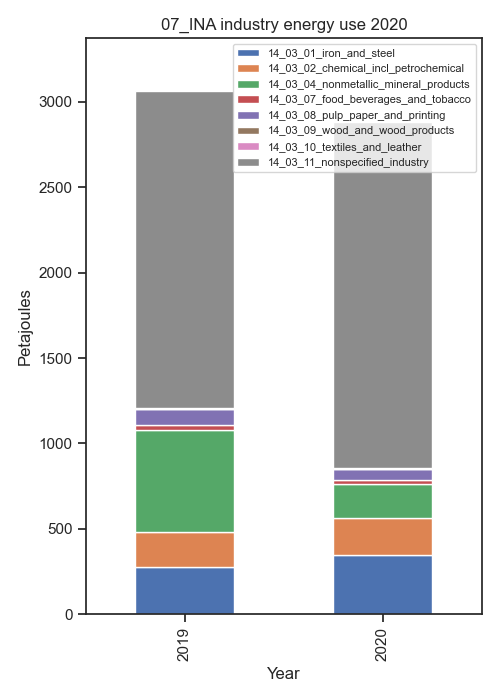 07_INA industry energy use 2020
14_03_01_iron_and_steel
14_03_02_chemical_incl_petrochemical
14_03_04_nonmetallic_mineral_products
14_03_07_food_beverages_and_tobacco
14_03_08_pulp_paper_and_printing
14_03_09_wood_and_wood_products
14_03_10_textiles_and_leather
14_03_11_nonspecified_industry
Petajoules
3000
2500
2000
1500
1000
500
0
2019
2020
Year